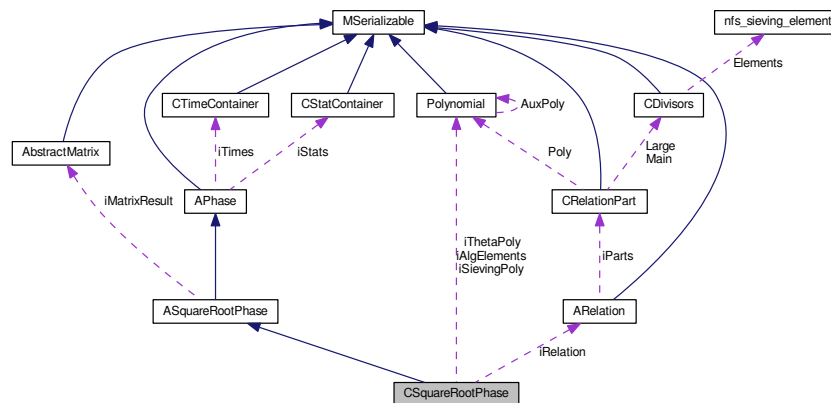 MSerializable
nfs_sieving_element
Elements
CTimeContainer
CStatContainer
Polynomial
AuxPoly
CDivisors
AbstractMatrix
iTimes
iStats
Poly
Large
Main
iMatrixResult
APhase
CRelationPart
iThetaPoly
iAlgElements
iSievingPoly
iParts
ASquareRootPhase
ARelation
iRelation
CSquareRootPhase